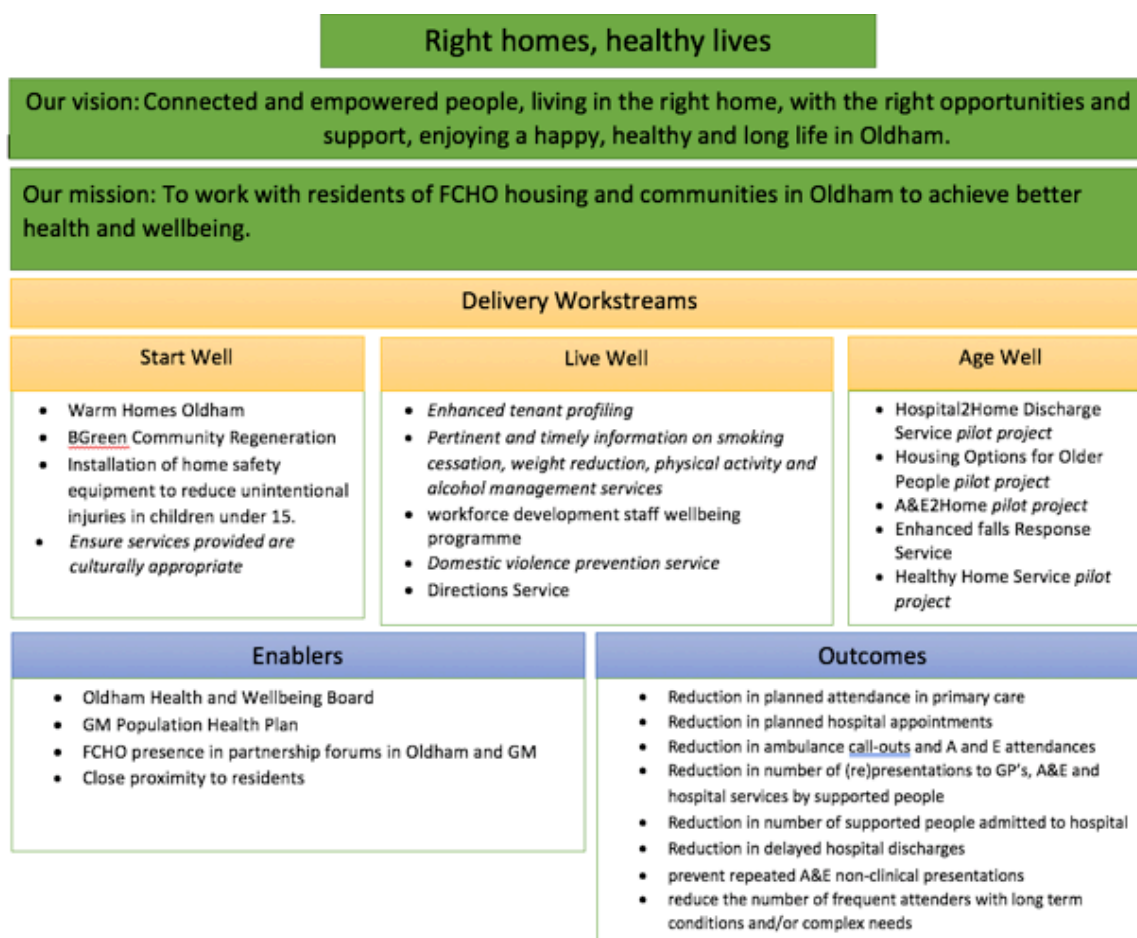 Right homes, healthy lives
Our vision: Connected and empowered people, living in the right home, with the right opportunities and
support, enjoying a happy, healthy and long life in Oldham.
Our mission: To work with residents of FCHO housing and communities in Oldham to achieve better
health and wellbeing.
Delivery Workstreams
Start Well
• Warm Homes Oldham
• BGreen Community Regeneration
• Installation of home safety
equipment to reduce unintentional
injuries in children under 15.
• Ensure services provided are
culturally appropriate
Live Well
• Enhanced tenant profiling
• Pertinent and timely information on smoking
cessation, weight reduction, physical activity and
alcohol management services
• workforce development staff wellbeing
programme
• Domestic violence prevention service
• Directions Service
Age Well
• Hospital2Home Discharge
Service pilot project
• Housing Options for Older
People pilot project
• A&E2Home pilot project
• Enhanced falls Response
Service
• Healthy Home Service pilot
project
Enablers
• Oldham Health and Wellbeing Board
• GM Population Health Plan
• FCHO presence in partnership forums in Oldham and GM
• Close proximity to residents
Outcomes
• Reduction in planned attendance in primary care
• Reduction in planned hospital appointments
• Reduction in ambulance call-outs and A and E attendances
• Reduction in number of (re)presentations to GP's, A&E and
hospital services by supported people
• Reduction in number of supported people admitted to hospital
• Reduction in delayed hospital discharges
• prevent repeated A&E non-clinical presentations
• reduce the number of frequent attenders with long term
conditions and/or complex needs